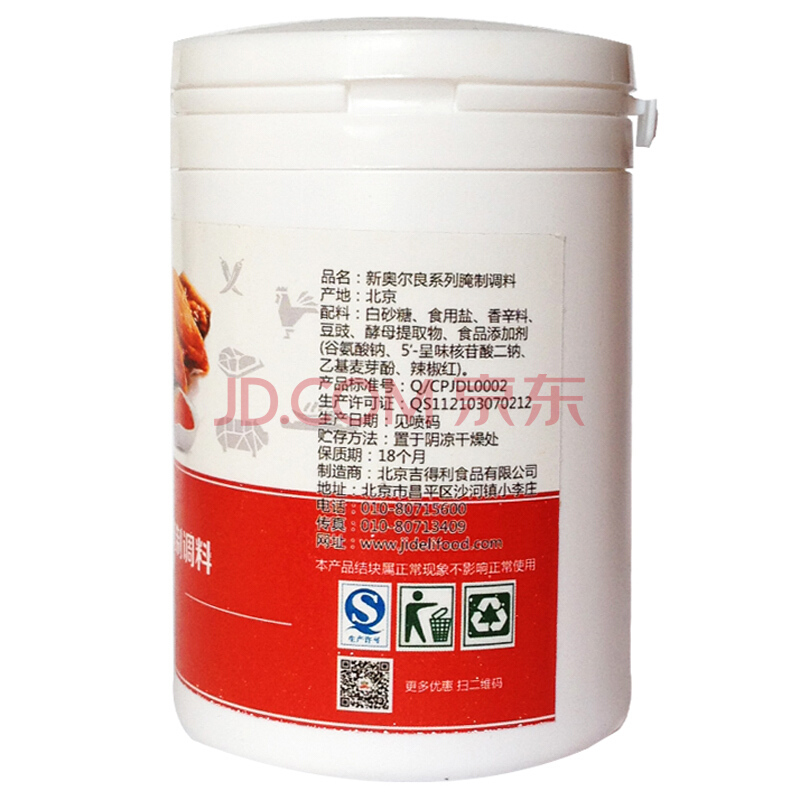 品名：新奥尔良系列腌制调料
产地：北京
配料：白砂糖、食用盐、香辛料、
豆豉、酵母提取物、食品添加剂
(谷氨酸钠、5'-呈味核苷酸二钠、
乙基麦芽酚、辣椒红)。
产品标准号：Q/CPJDL0002
JD.COM 京东
生产许可证 QS112103070212
生产日期：见喷码
贮存方法：置于阴凉干燥处
保质期：18个月
制造商：北京吉得利食品有限公司
地址：北京市昌平区沙河镇小李庄
电话：010-80715600
传真：010-80713409
网址：www.jidelifood.com
制调料
本产品结块属正常现象不影响正常使用
QS
生产许可
更多优惠 扫二维码